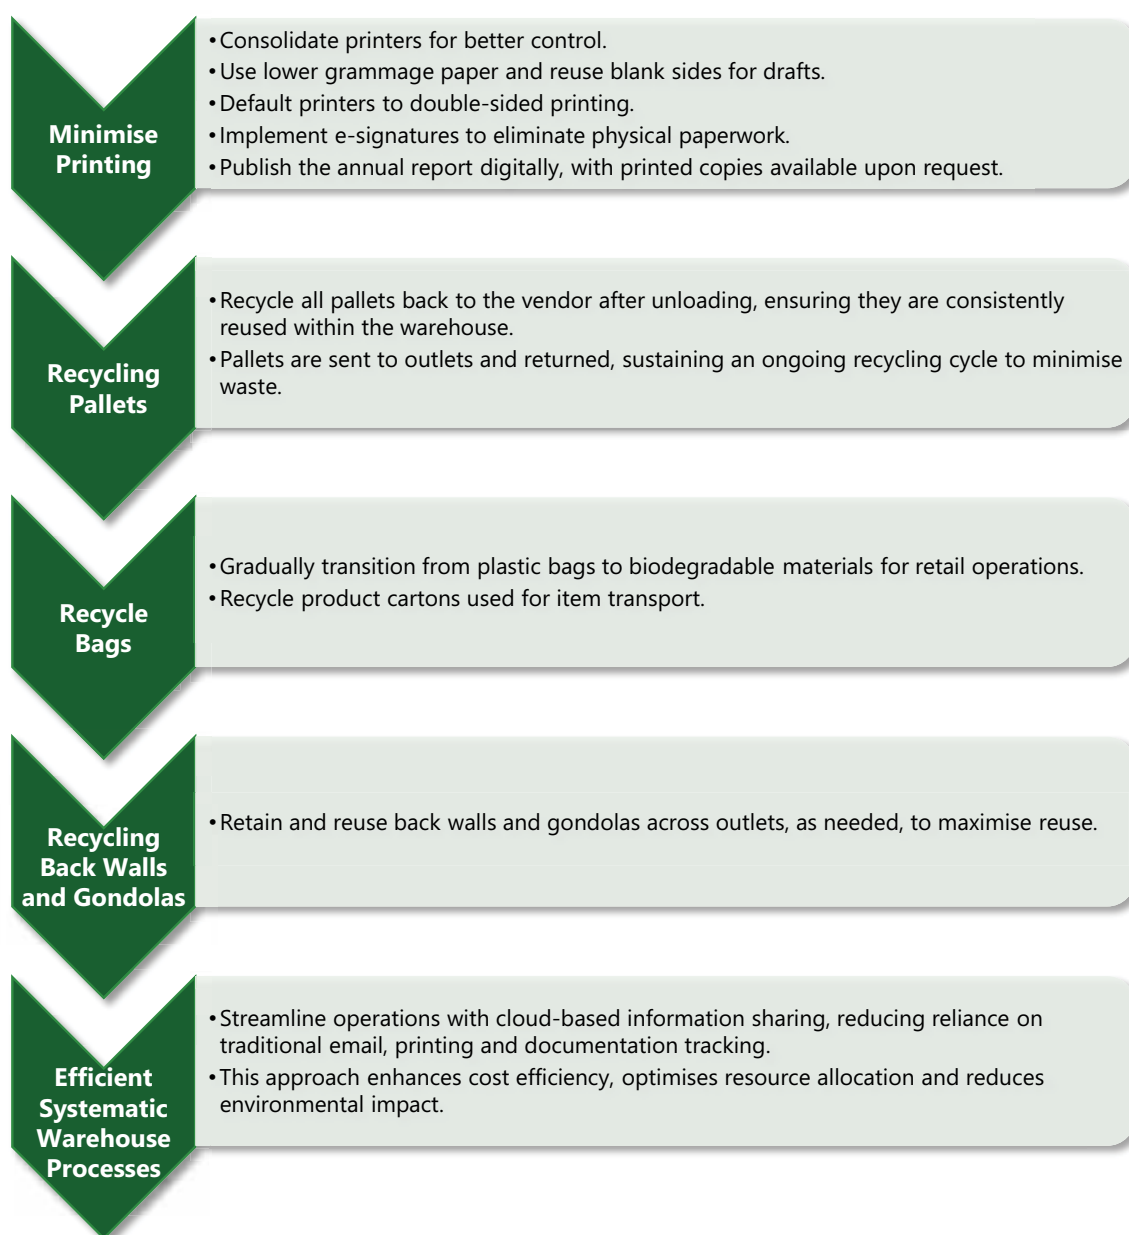 Minimise
Printing
•Consolidate printers for better control.
•Use lower grammage paper and reuse blank sides for drafts.
•Default printers to double-sided printing.
•Implement e-signatures to eliminate physical paperwork.
•Publish the annual report digitally, with printed copies available upon request.
Recycling
Pallets
•Recycle all pallets back to the vendor after unloading, ensuring they are consistently
reused within the warehouse.
•Pallets are sent to outlets and returned, sustaining an ongoing recycling cycle to minimise
waste.
Recycle
Bags
•Gradually transition from plastic bags to biodegradable materials for retail operations.
•Recycle product cartons used for item transport.
Recycling
Back Walls
and Gondolas
•Retain and reuse back walls and gondolas across outlets, as needed, to maximise reuse.
Efficient
Systematic
Warehouse
Processes
•Streamline operations with cloud-based information sharing, reducing reliance on
traditional email, printing and documentation tracking.
•This approach enhances cost efficiency, optimises resource allocation and reduces
environmental impact.